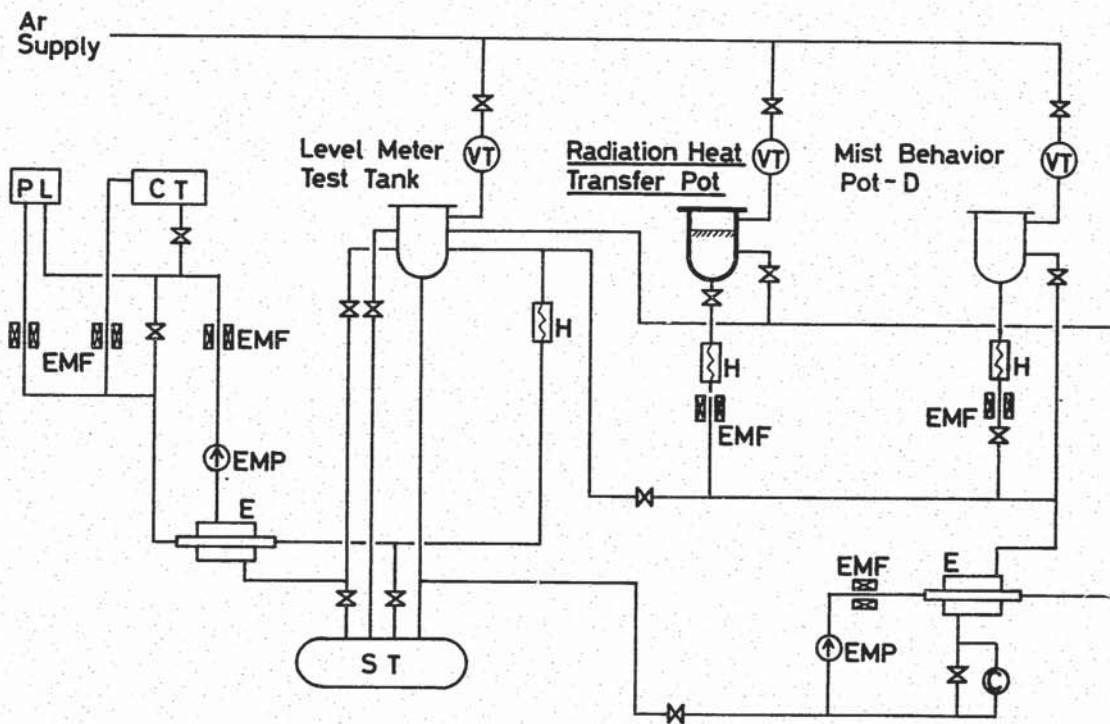 Ar
Supply
Level Meter
Test Tank
VT
Radiation Heat
Transfer Pot
VT
Mist Behavior
Pot-D
VT
PL
CT
EMF
EMF
H
H
H
EMF
EMF
EMP
E
ST
EMF
E
EMP
C